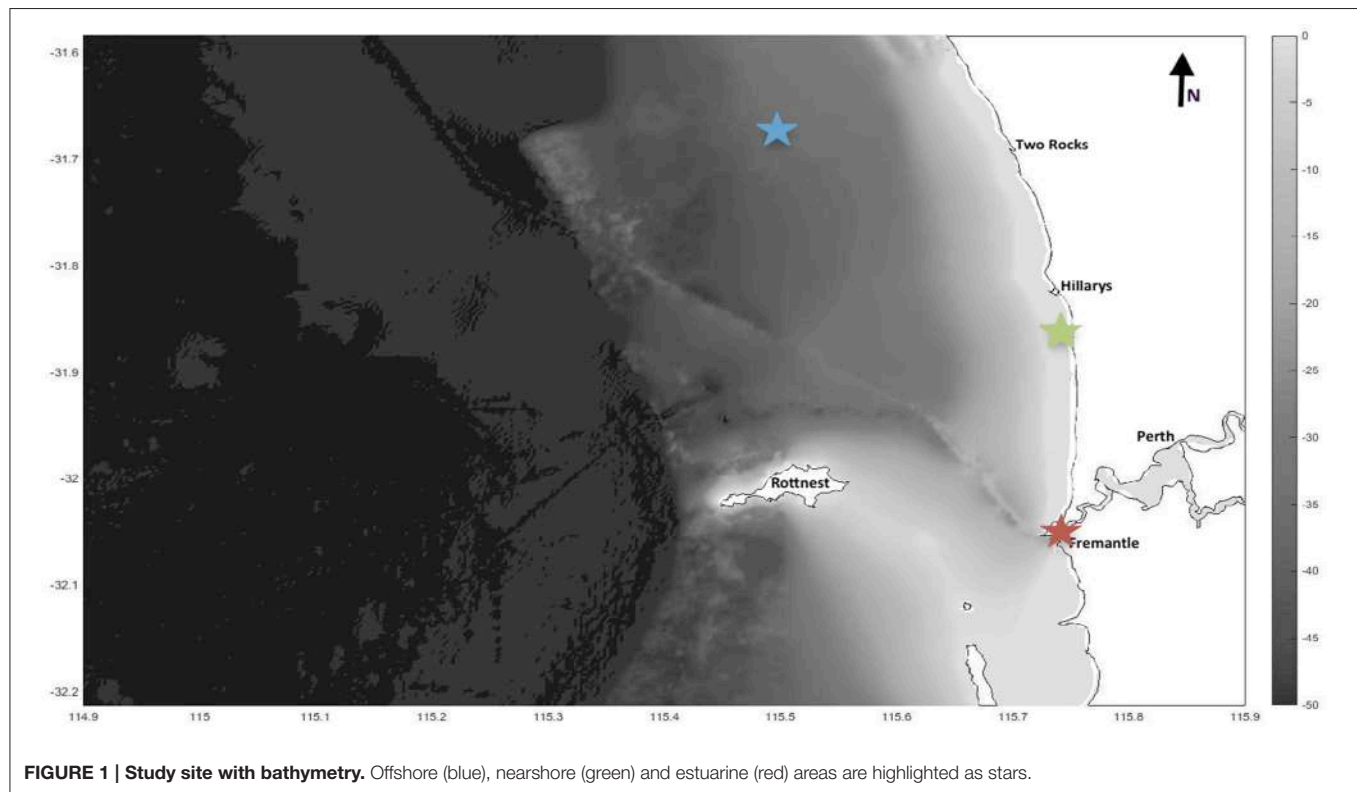 -31.6
-31.7
-31.8
-31.9
-32
-32.1
-32.2
114.9 115 115.1 115.2 115.3 115.4 115.5 115.6 115.7 115.8 115.9
N
Two Rocks
Hillarys
Perth
Rottnest
Fremantle
0
-5
-10
-15
-20
-25
-30
-35
-40
-45
-50
FIGURE 1 | Study site with bathymetry. Offshore (blue), nearshore (green) and estuarine (red) areas are highlighted as stars.